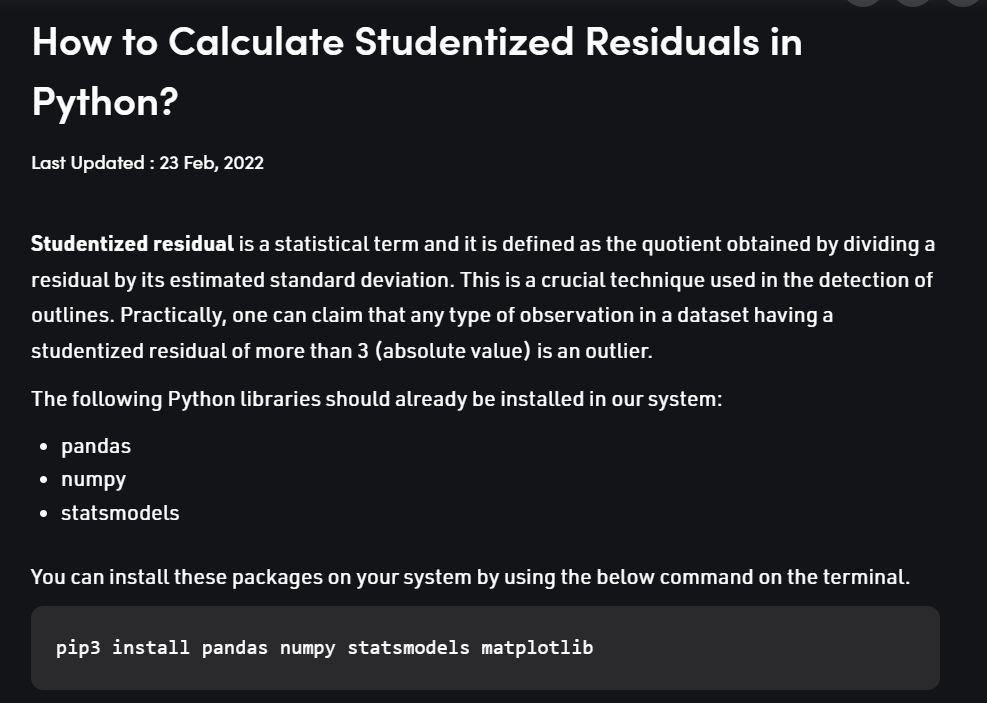 How to Calculate Studentized Residuals in
Python?
Last Updated : 23 Feb, 2022
Studentized residual is a statistical term and it is defined as the quotient obtained by dividing a
residual by its estimated standard deviation. This is a crucial technique used in the detection of
outlines. Practically, one can claim that any type of observation in a dataset having a
studentized residual of more than 3 (absolute value) is an outlier.
The following Python libraries should already be installed in our system:
• pandas
• numpy
• statsmodels
You can install these packages on your system by using the below command on the terminal.
pip3 install pandas numpy statsmodels matplotlib